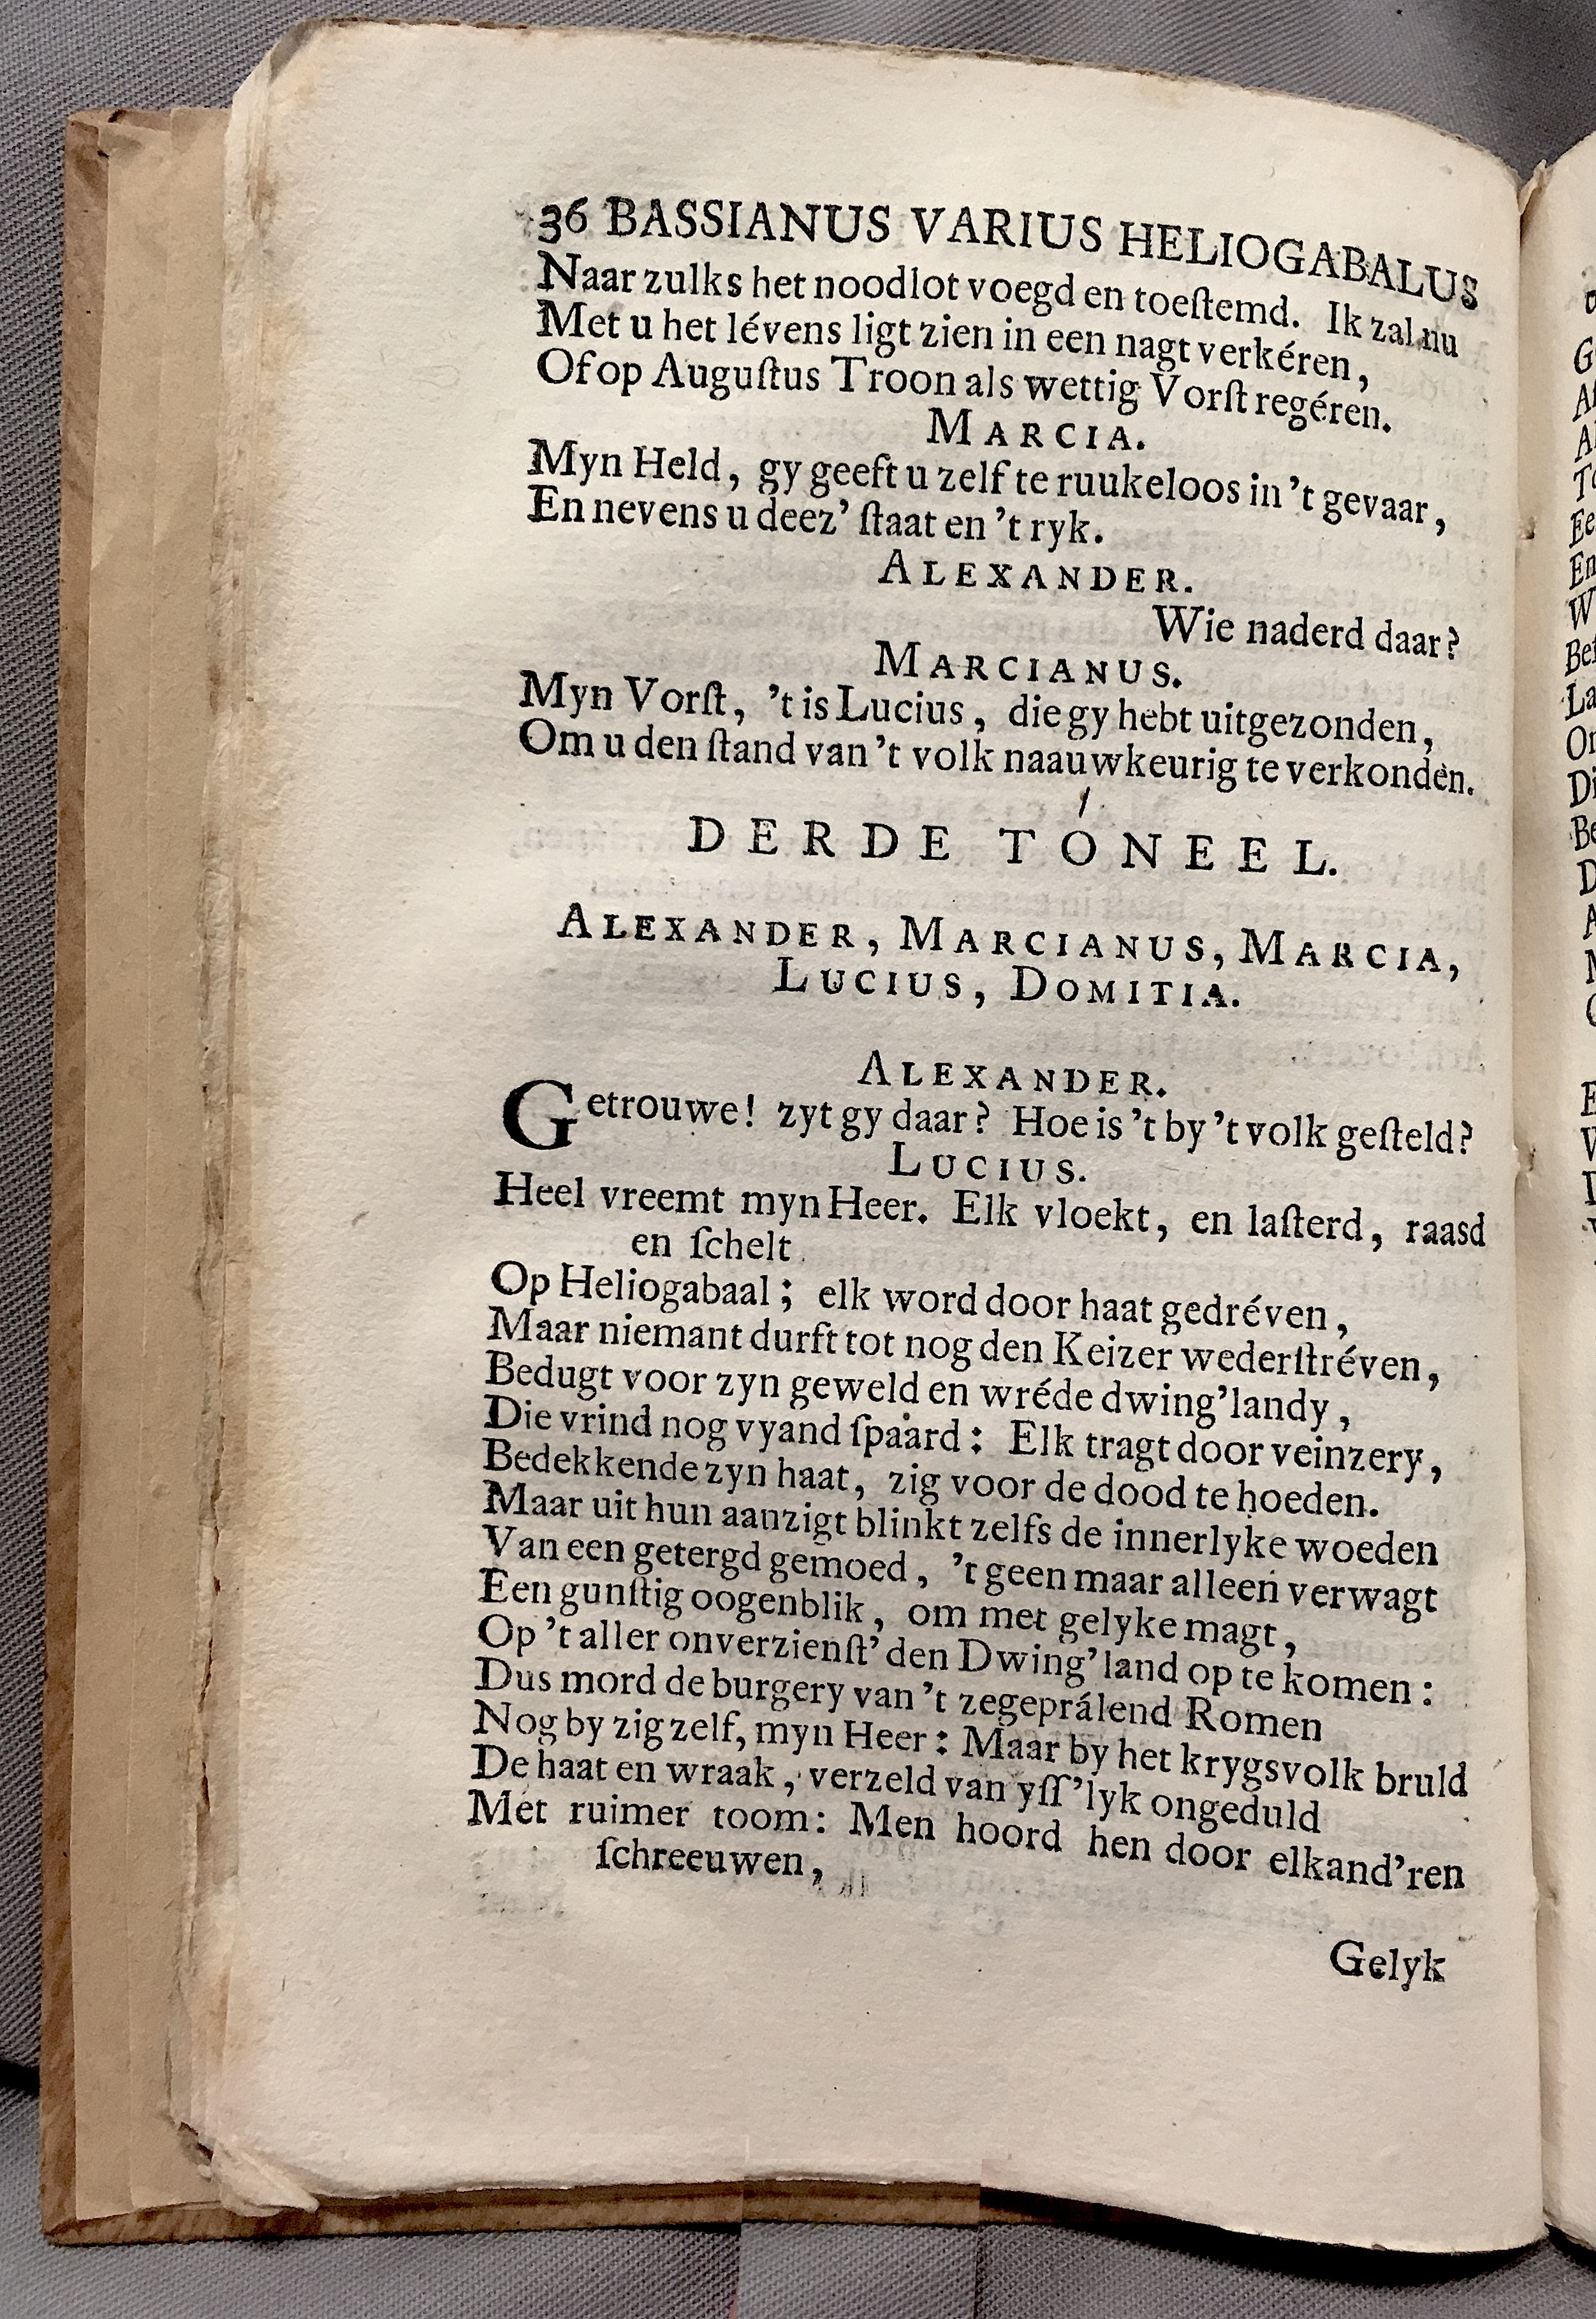 36 BASSIANUS VARIUS HELIOGABALUS
Naar zulks het noodlot voegd en toeſtemd. Ik zal nu
Met u het lévens ligt zien in een nagt verkéren,
Of op Auguſtus Troon als wettig Vorſt regéren.
MARCIA.
Myn Held, gy geeft u zelf te ruukeloos in 't gevaar,
En nevens u deez' ſtaat en 't ryk.
ALEXANDER.
Wie naderd daar?
MARCIANUS.
Myn Vorſt, 't is Lucius, die gy hebt uitgezonden,
Om u den ſtand van 't volk naauwkeurig te verkonden.
DERDE TONEEL.
ALEXANDER, MARCIANUS, MARCIA,
LUCIUS, DOMITIA.
ALEXANDER.
Getrouwe! zyt gy daar? Hoe is 't by 't volk geſteld?
LUCIUS.
Heel vreemt myn Heer. Elk vloekt, en laſterd, raasd
en ſchelt
Op Heliogabaal; elk word door haat gedréven,
Maar niemant durft tot nog den Keizer wederſtréven,
Bedugt voor zyn geweld en wréde dwing'landy,
Die vrind nog vyand ſpaard: Elk tragt door veinzery,
Bedekkende zyn haat, zig voor de dood te hoeden.
Maar uit hun aanzigt blinkt zelfs de innerlyke woeden
Van een getergd gemoed, 't geen maar alleen verwagt
Een gunſtig oogenblik, om met gelyke magt,
Op 't aller onverzienſt' den Dwing'land op te komen:
Dus mord de burgery van 't zegeprálend Romen
Nog by zig zelf, myn Heer: Maar by het krygsvolk bruld
De haat en wraak, verzeld van yſſ'lyk ongeduld
Met ruimer toom: Men hoord hen door elkand'ren
ſchreeuwen,
Gelyk